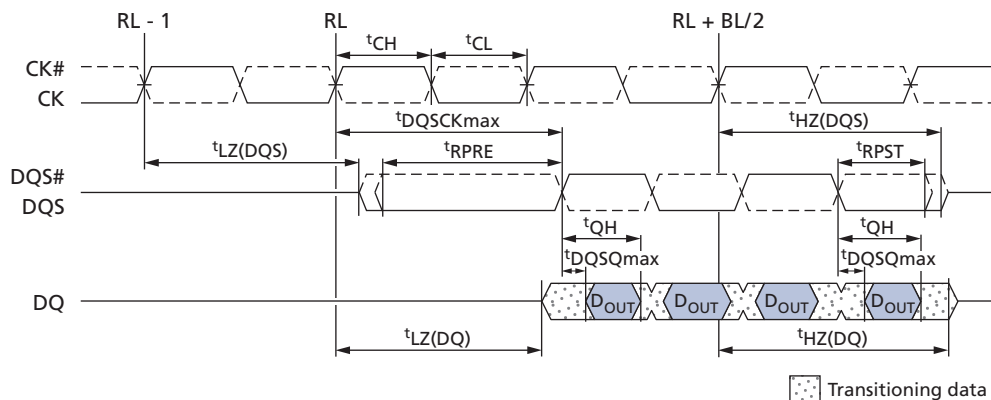 RL - 1 RL RL + BL/2
tCH tCL
CK#
CK
tDQSCKmax tHZ(DQS)
tLZ(DQS) tRPRE tRPST
DQS#
DQS
tQH tQH
tDQSQmax tDQSQmax
DQ DOUT DOUT DOUT DOUT
tLZ(DQ) tHZ(DQ)
Transitioning data